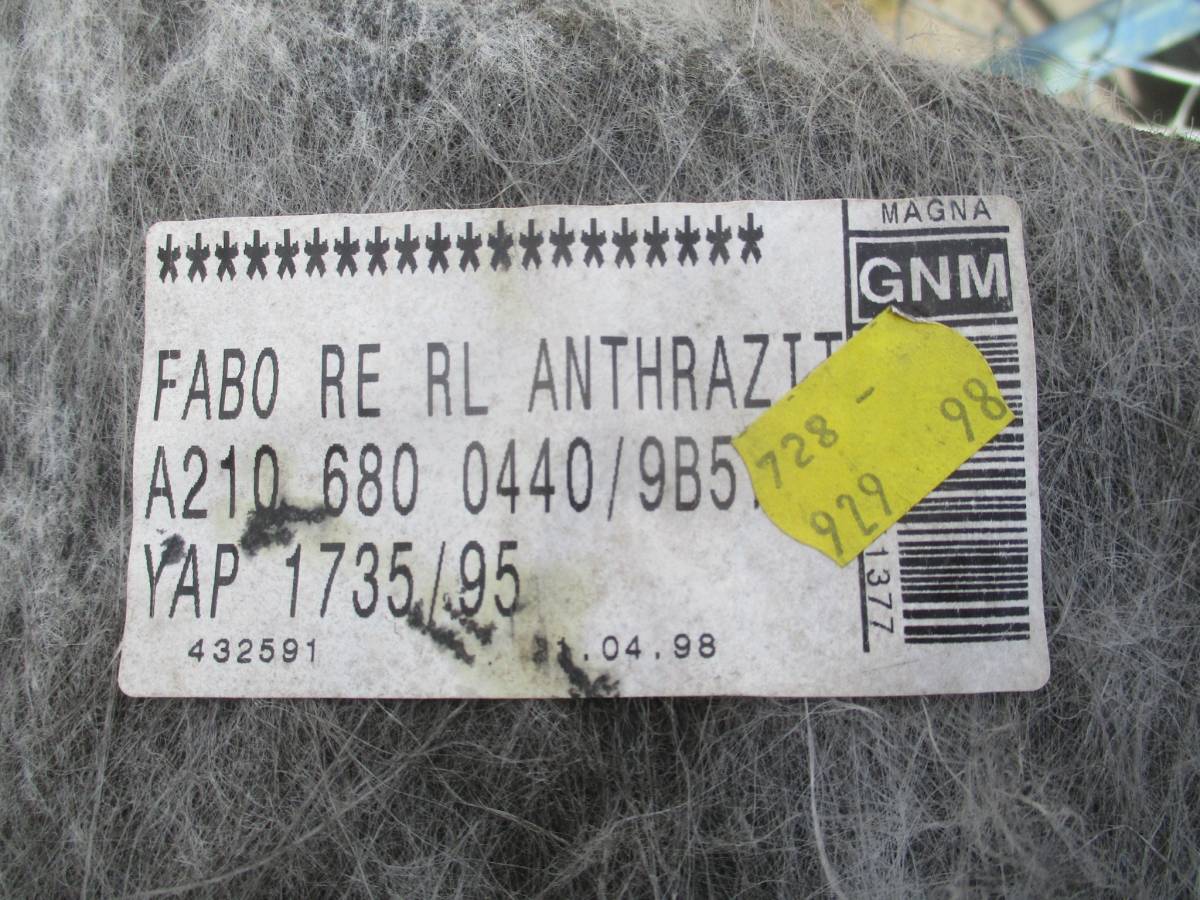 ********************
MAGNA
GNM
FABO RE RL ANTHRAZIT
A210 680 0440/9B5
YAP 1735/95
432591
.04.98
728 - 98
929
1377